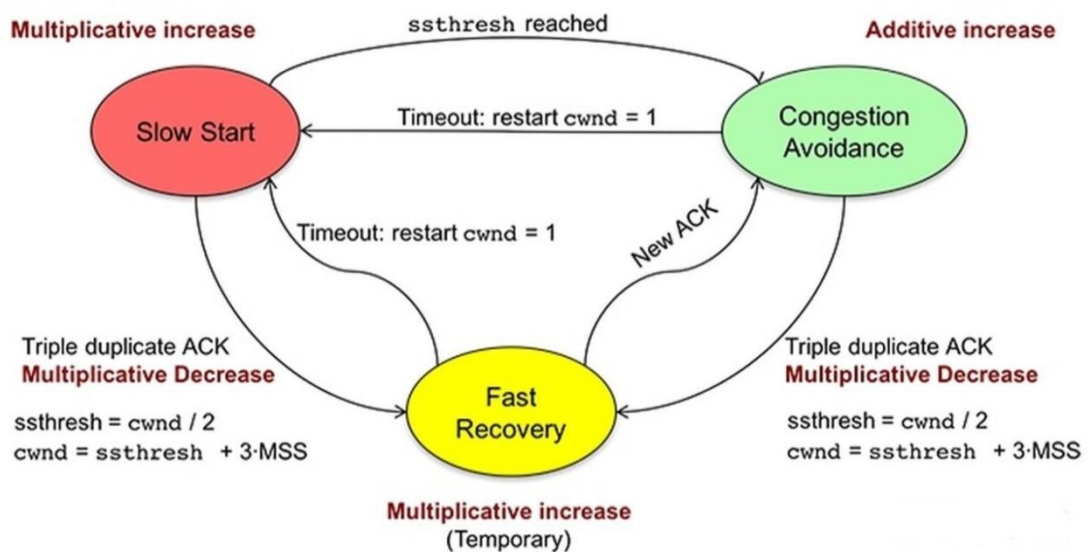 ssthresh reached
Multiplicative increase
Additive increase
Slow Start
Timeout: restart cwnd = 1
Congestion
Avoidance
Timeout: restart cwnd = 1
New ACK
Triple duplicate ACK
Multiplicative Decrease
ssthresh = cwnd / 2
cwnd = ssthresh + 3·MSS
Fast
Recovery
Triple duplicate ACK
Multiplicative Decrease
ssthresh = cwnd / 2
cwnd = ssthresh + 3·MSS
Multiplicative increase
(Temporary)